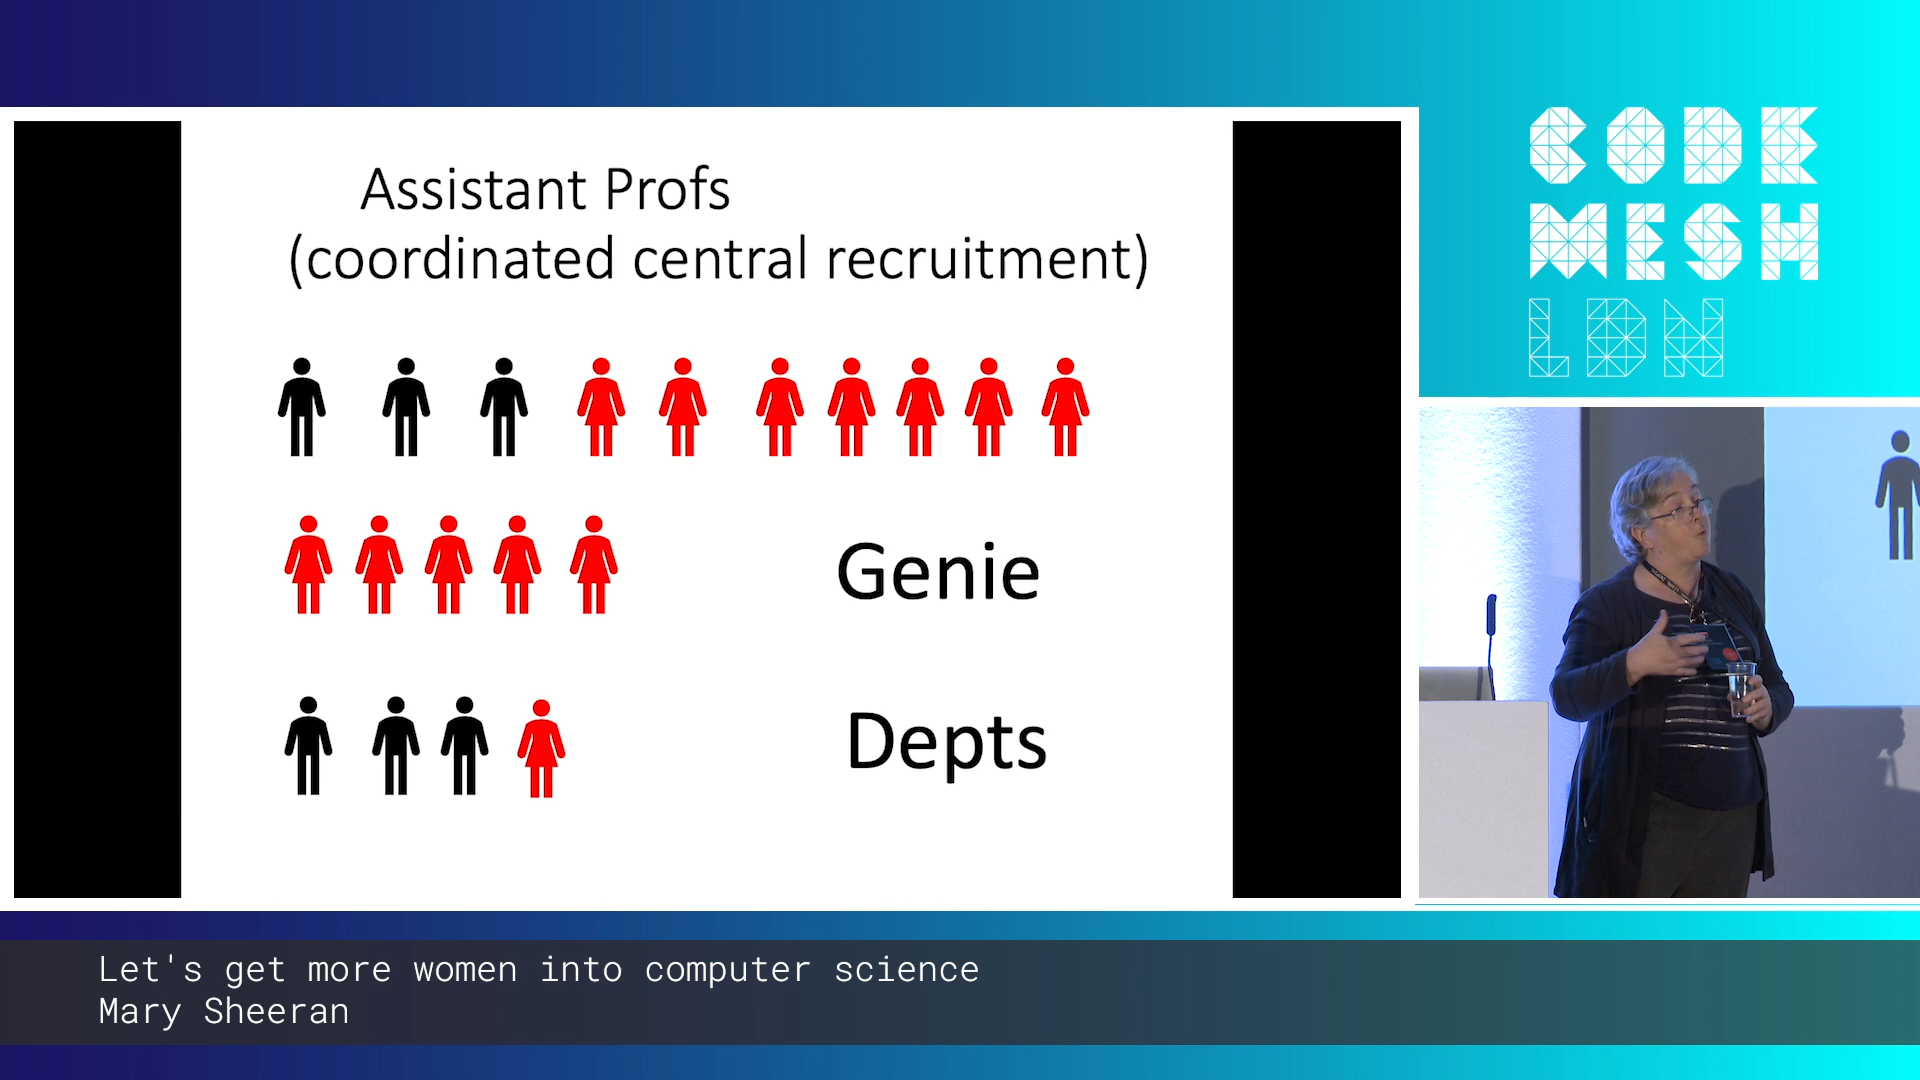 Assistant Profs
(coordinated central recruitment)
Genie
Depts
CODE
MESH
LDN
Let's get more women into computer science
Mary Sheeran